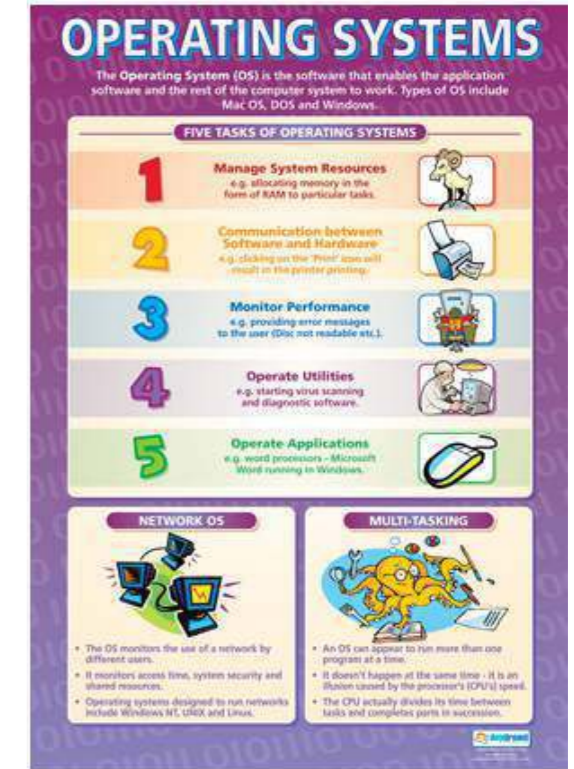 OPERATING SYSTEMS
The Operating System (OS) is the software that enables the application
software and the rest of the computer system to work. Types of OS include
Mac OS, DOS and Windows.
FIVE TASKS OF OPERATING SYSTEMS
1
Manage System Resources
e.g. allocating memory in the
form of RAM to particular tasks.
2
Communication between
Software and Hardware
e.g. clicking on the 'Print' icon will
result in the printer printing.
3
Monitor Performance
e.g. providing error messages
to the user (Disc not readable etc.).
4
Operate Utilities
e.g. starting virus scanning
and diagnostic software.
5
Operate Applications
e.g. word processors - Microsoft
Word running in Windows.
NETWORK OS
• The OS monitors the use of a network by
different users.
• It monitors access time, system security and
shared resources.
• Operating systems designed to run networks
include Windows NT, UNIX and Linux.
MULTI-TASKING
• An OS can appear to run more than one
program at a time.
• It doesn't happen at the same time - it is an
illusion caused by the processor's (CPU's) speed.
• The CPU actually divides its time between
tasks and completes parts in succession.